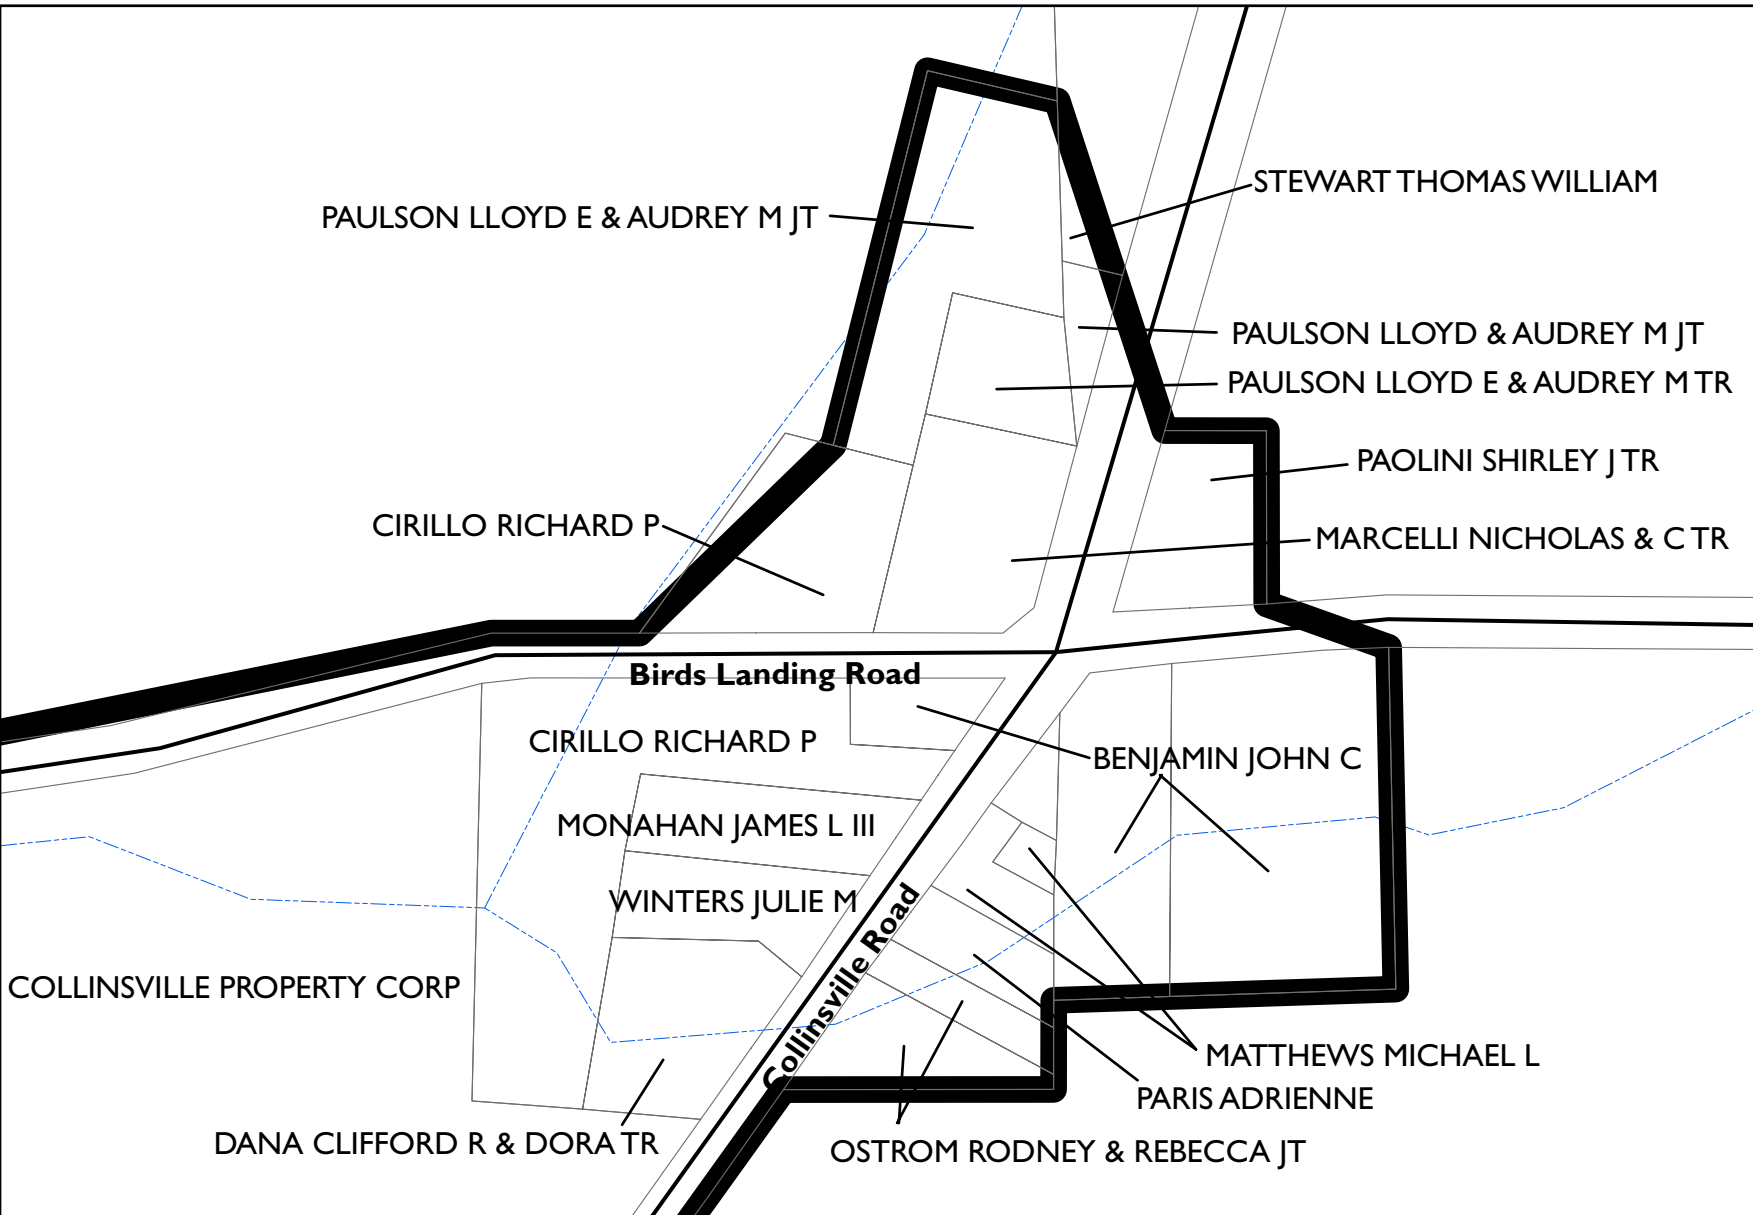 STEWART THOMAS WILLIAM
PAULSON LLOYD E & AUDREY M JT
PAULSON LLOYD & AUDREY M JT
PAULSON LLOYD E & AUDREY M TR
PAOLINI SHIRLEY J TR
CIRILLO RICHARD P
MARCELLI NICHOLAS & C TR
Birds Landing Road
CIRILLO RICHARD P
BENJAMIN JOHN C
MONAHAN JAMES L III
WINTERS JULIE M
Collinsville Road
COLLINSVILLE PROPERTY CORP
MATTHEWS MICHAEL L
PARIS ADRIENNE
DANA CLIFFORD R & DORA TR
OSTROM RODNEY & REBECCA JT